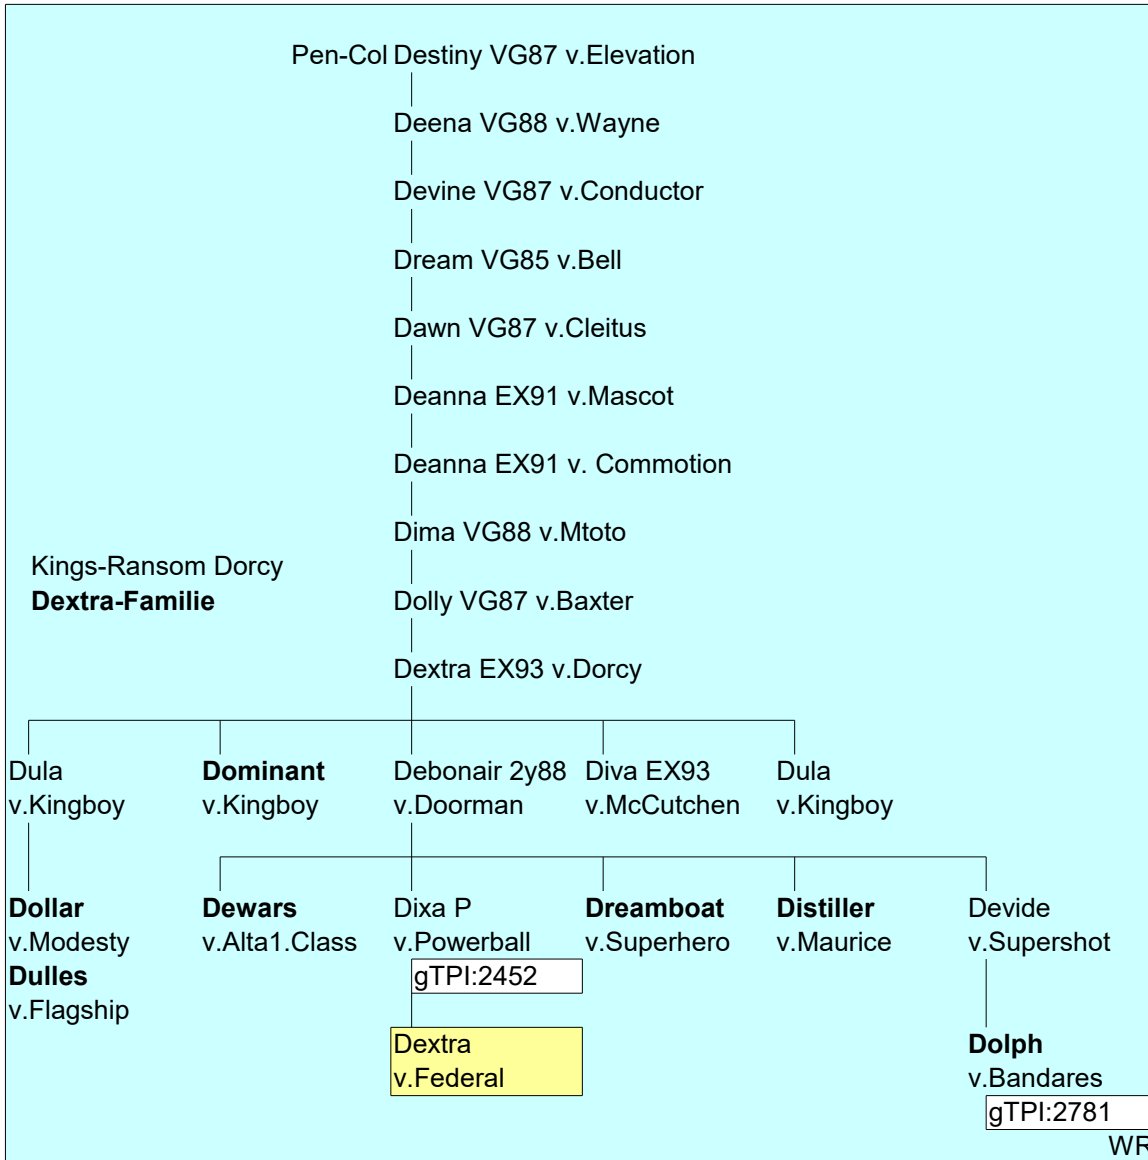 Pen-Col Destiny VG87 v.Elevation
Deena VG88 v.Wayne
Devine VG87 v.Conductor
Dream VG85 v.Bell
Dawn VG87 v.Cleitus
Deanna EX91 v.Mascot
Deanna EX91 v. Commotion
Dima VG88 v.Mtoto
Kings-Ransom Dorcy
Dextra-Familie
Dolly VG87 v.Baxter
Dextra EX93 v.Dorcy
Dula
v.Kingboy
Dominant
v.Kingboy
Debonair 2y88
v.Doorman
Diva EX93
v.McCutchen
Dula
v.Kingboy
Dollar
v.Modesty
Dulles
v.Flagship
Dewars
v.Alta1.Class
Dixa P
v.Powerball
gTPI:2452
Dreamboat
v.Superhero
Distiller
v.Maurice
Devide
v.Supershot
Dextra
v.Federal
Dolph
v.Bandares
gTPI:2781
WR